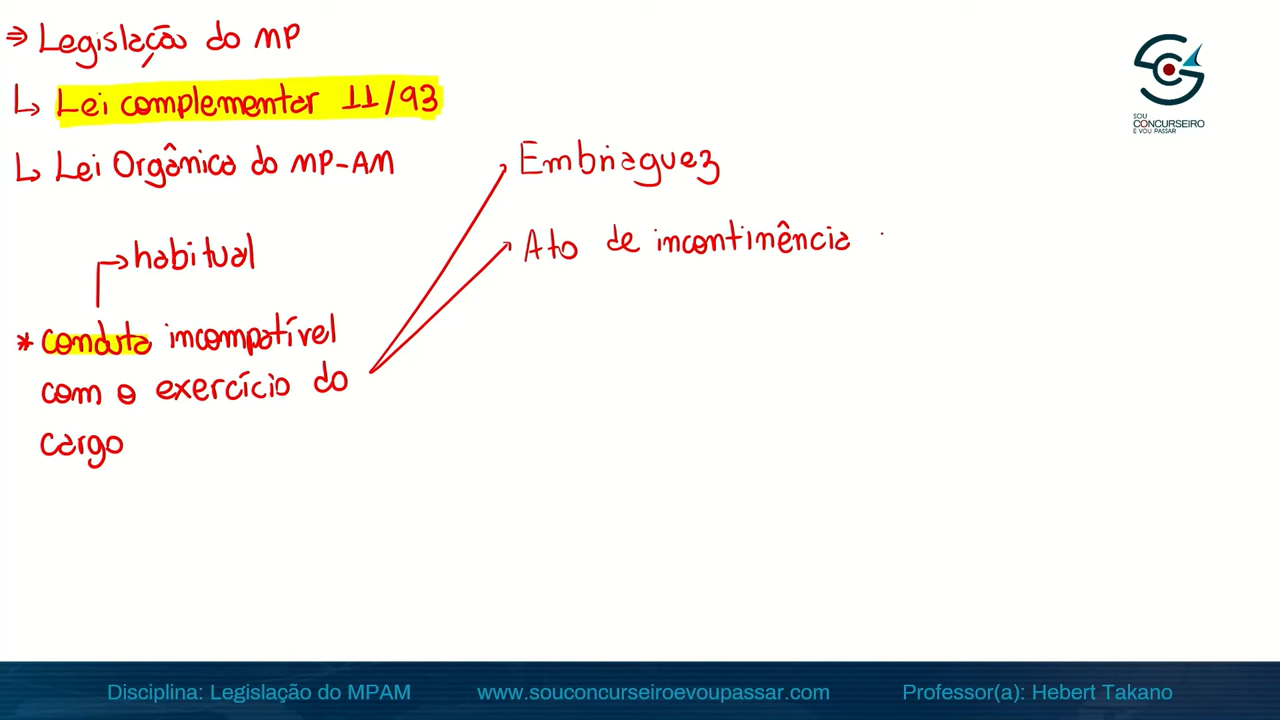 ⇒ Legislação do MP
↳ Lei complementar 11/93
↳ Lei Orgânica do MP-AM
habitual
* conduta incompatível
com o exercício do
cargo
Embriaguez
Ato de incontinência
SOU
CONCURSEIRO
E VOU PASSAR
Disciplina: Legislação do MPAM www.souconcurseiroevoupassar.com Professor(a): Hebert Takano